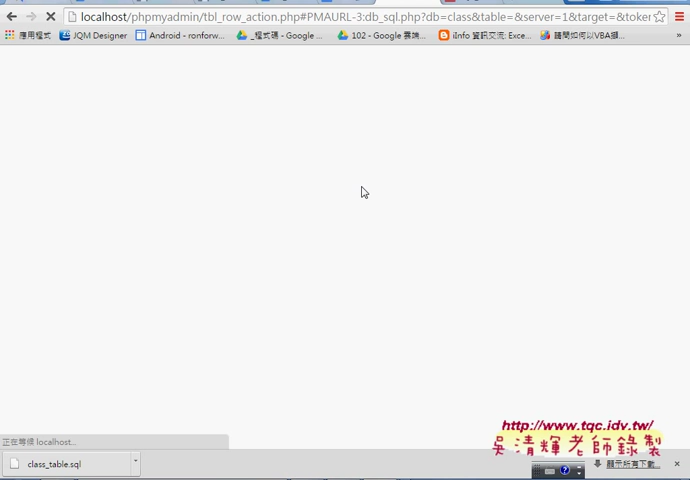 localhost/phpmyadmin/tbl_row_action.php#PMAURL-3:db_sql.php?db=class&table=&server=1&target=&token
應用程式 JQM Designer Android - ronforw... _程式碼 - Google ... 102 - Google 雲端... iInfo 資訊交流: Exce... 請問如何以VBA擷... »
http://www.tqc.idv.tw/
吳清輝老師錄製
正在等候 localhost...
class_table.sql
顯示所有下載...